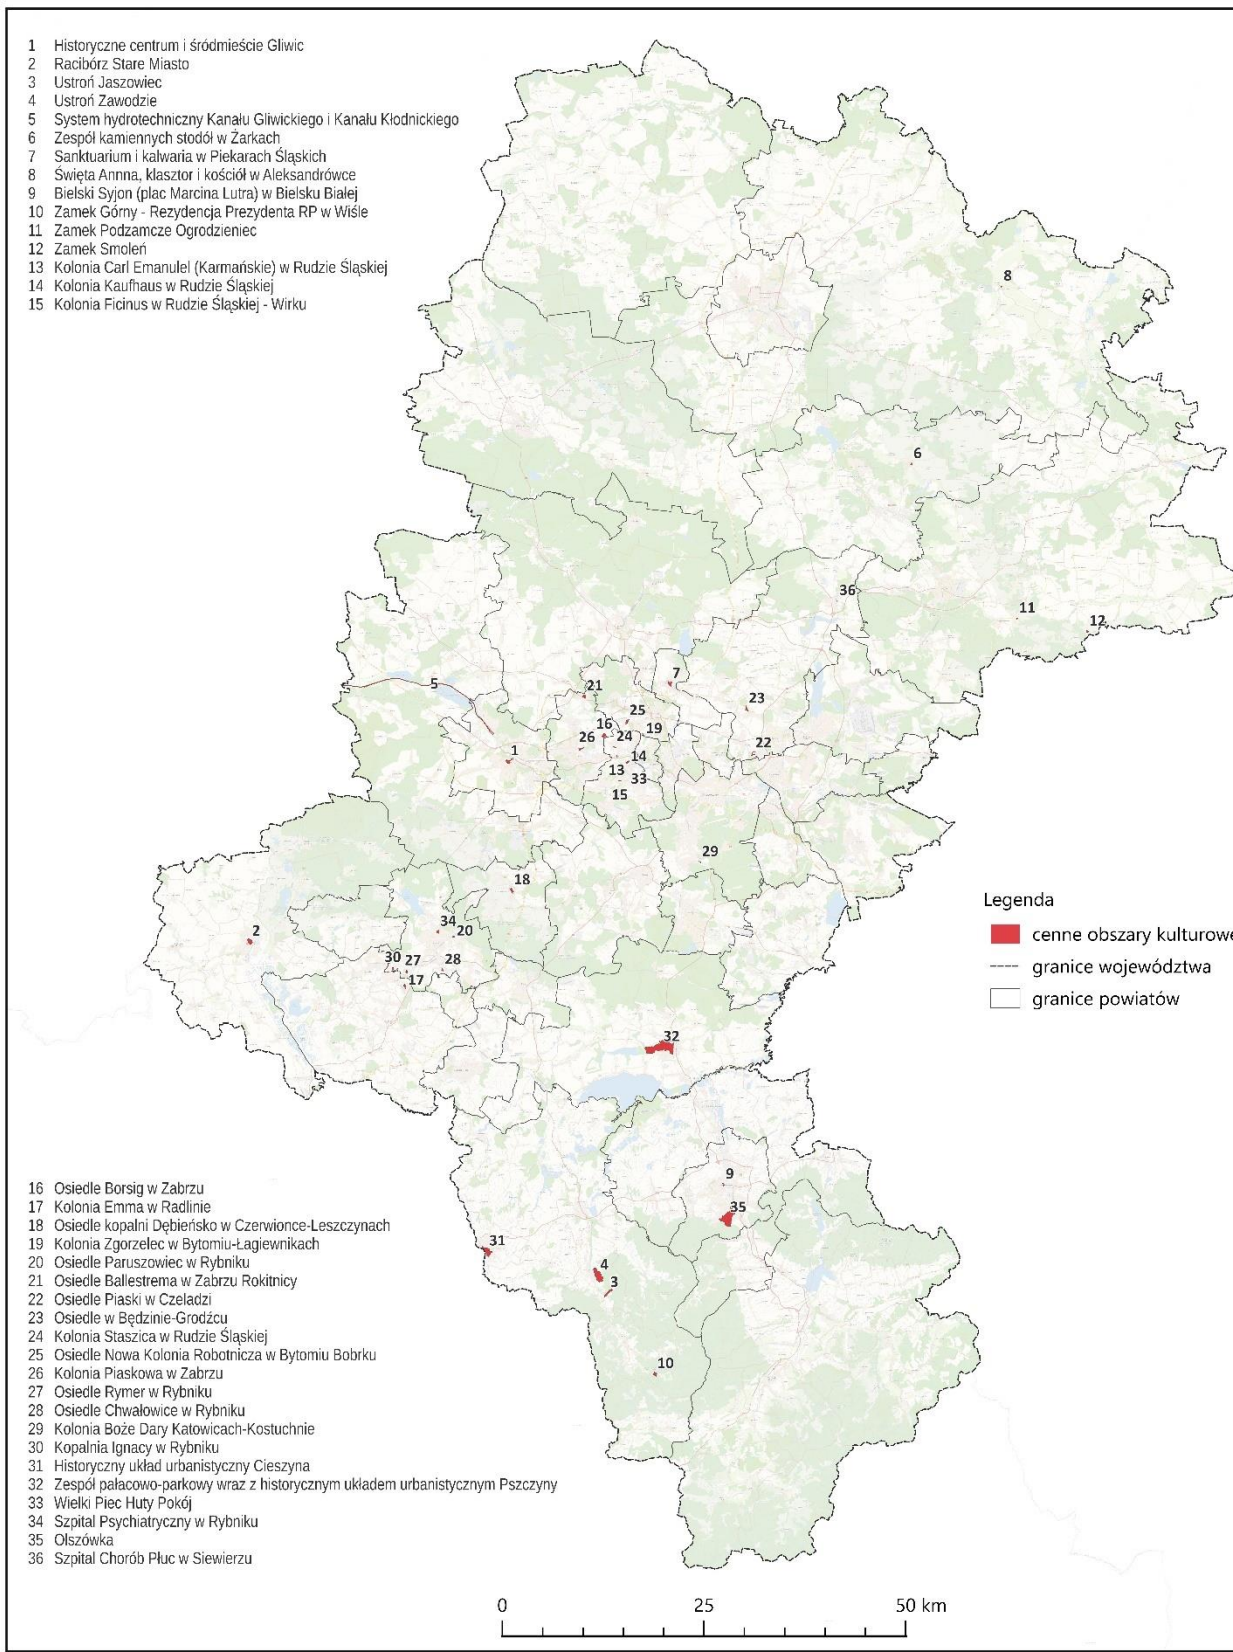 1 Historyczne centrum i śródmieście Gliwic
2 Racibórz Stare Miasto
3 Ustroń Jaszowiec
4 Ustroń Zawodzie
5 System hydrotechniczny Kanału Gliwickiego i Kanału Kłodnickiego
6 Zespół kamiennych stodół w Żarkach
7 Sanktuarium i kalwaria w Piekarach Śląskich
8 Święta Annna, klasztor i kościół w Aleksandrówce
9 Bielski Syjon (plac Marcina Lutra) w Bielsku Białej
10 Zamek Górny - Rezydencja Prezydenta RP w Wiśle
11 Zamek Podzamcze Ogrodzieniec
12 Zamek Smoleń
13 Kolonia Carl Emanulel (Karmańskie) w Rudzie Śląskiej
14 Kolonia Kaufhaus w Rudzie Śląskiej
15 Kolonia Ficinus w Rudzie Śląskiej - Wirku
8
6
36
11
12
7
21
5
23
25
16
19
26
24
22
1
14
13
33
15
29
18
34
20
2
30
27
28
17
Legenda
cenne obszary kulturowe
granice województwa
granice powiatów
32
9
35
31
4
3
10
16 Osiedle Borsig w Zabrzu
17 Kolonia Emma w Radlinie
18 Osiedle kopalni Dębieńsko w Czerwionce-Leszczynach
19 Kolonia Zgorzelec w Bytomiu-Łagiewnikach
20 Osiedle Paruszowiec w Rybniku
21 Osiedle Ballestrema w Zabrzu Rokitnicy
22 Osiedle Piaski w Czeladzi
23 Osiedle w Będzinie-Grodźcu
24 Kolonia Staszica w Rudzie Śląskiej
25 Osiedle Nowa Kolonia Robotnicza w Bytomiu Bobrku
26 Kolonia Piaskowa w Zabrzu
27 Osiedle Rymer w Rybniku
28 Osiedle Chwałowice w Rybniku
29 Kolonia Boże Dary Katowicach-Kostuchnie
30 Kopalnia Ignacy w Rybniku
31 Historyczny układ urbanistyczny Cieszyna
32 Zespół pałacowo-parkowy wraz z historycznym układem urbanistycznym Pszczyny
33 Wielki Piec Huty Pokój
34 Szpital Psychiatryczny w Rybniku
35 Olszówka
36 Szpital Chorób Płuc w Siewierzu
0 25 50 km